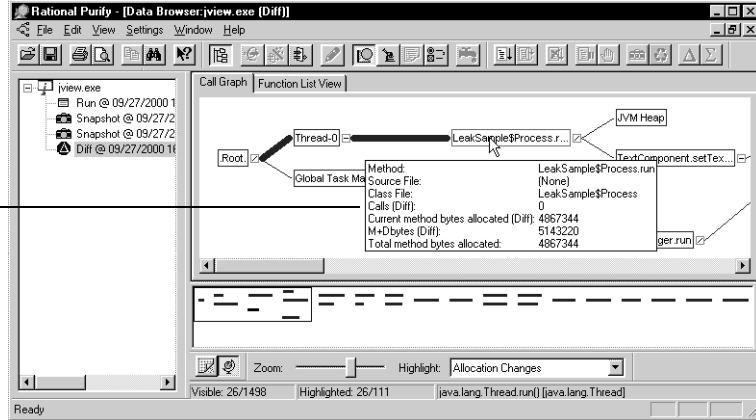 Rational Purify - [Data Browser:jview.exe (Diff)]
File Edit View Settings Window Help
jview.exe
Run @ 09/27/2000 1
Snapshot @ 09/27/2
Snapshot @ 09/27/2
Diff @ 09/27/2000 16
Call Graph Function List View
JVM Heap
.Root. Thread-0 LeakSample$Process.r...
TextComponent.setTex...
Global Task Ma
Method: LeakSample$Process.run
Source File: (None)
Class File: LeakSample$Process
Calls (Diff): 0
Current method bytes allocated (Diff): 4867344
M+Dbytes (Diff): 5143220
Total method bytes allocated: 4867344
ger.run
Zoom: Highlight: Allocation Changes
Visible: 26/1498 Highlighted: 26/111 java.lang.Thread.run() [java.lang.Thread]
Ready